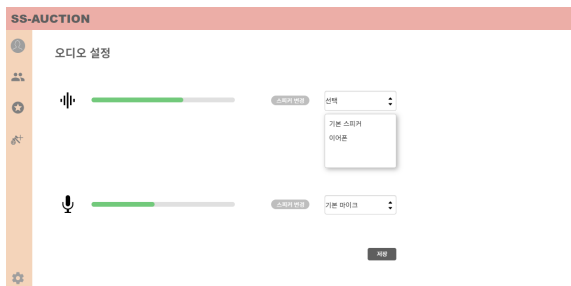 SS-AUCTION
오디오 설정
스피커 변경
선택
기본 스피커
이어폰
스피커 변경
기본 마이크
저장